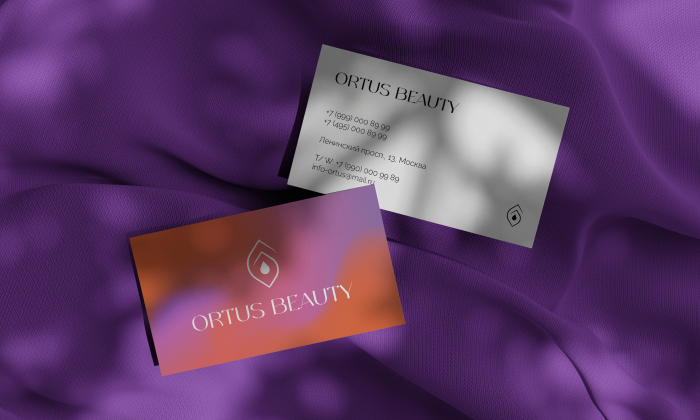 ORTUS BEAUTY
+7 (999) 000 89 99
+7 (495) 000 89 99
Ленинский просп., 13, Москва
T/ W: +7 (990) 000 99 89
info-ortus@mail.ru
ORTUS BEAUTY